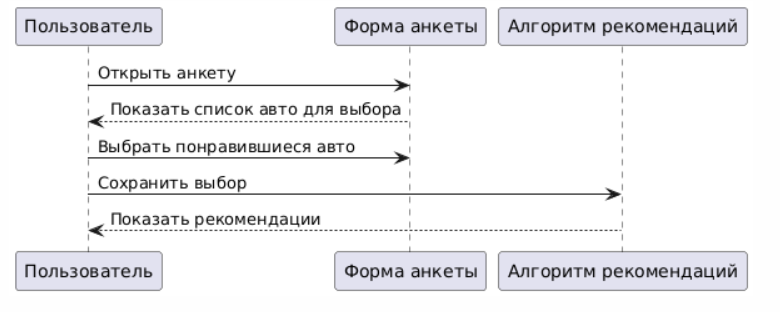 Пользователь
Форма анкеты
Алгоритм рекомендаций
Открыть анкету
Показать список авто для выбора
Выбрать понравившиеся авто
Сохранить выбор
Показать рекомендации
Пользователь
Форма анкеты
Алгоритм рекомендаций